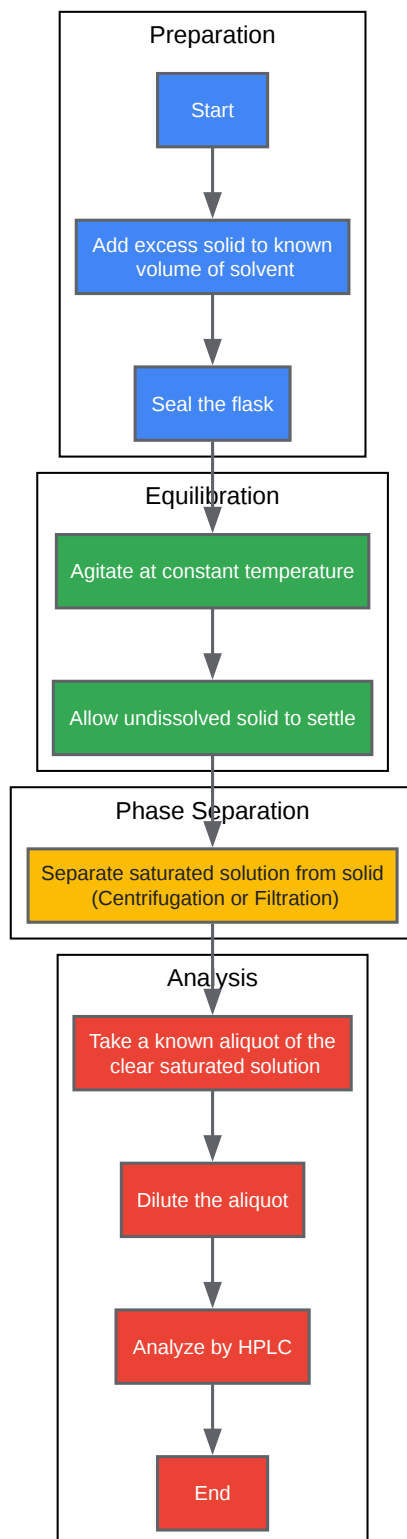 Preparation
Start
Add excess solid to known
volume of solvent
Seal the flask
Equilibration
Agitate at constant temperature
Allow undissolved solid to settle
Phase Separation
Separate saturated solution from solid
(Centrifugation or Filtration)
Analysis
Take a known aliquot of the
clear saturated solution
Dilute the aliquot
Analyze by HPLC
End